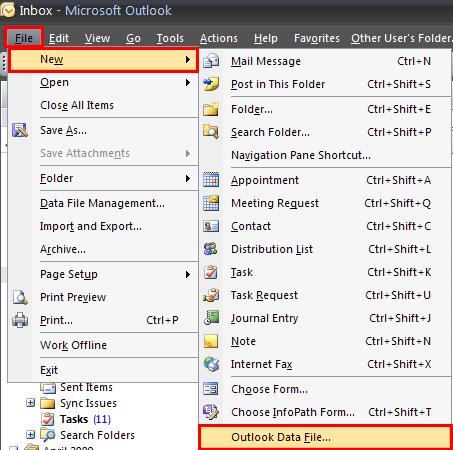 Inbox - Microsoft Outlook
File Edit View Go Tools Actions Help Favorites Other User's Folder
New
Open
Close All Items
Save As...
Save Attachments
Folder
Data File Management...
Import and Export...
Archive...
Page Setup
Print Preview
Print... Ctrl+P
Work Offline
Exit
Mail Message Ctrl+N
Post in This Folder Ctrl+Shift+S
Folder... Ctrl+Shift+E
Search Folder... Ctrl+Shift+P
Navigation Pane Shortcut...
Appointment Ctrl+Shift+A
Meeting Request Ctrl+Shift+Q
Contact Ctrl+Shift+C
Distribution List Ctrl+Shift+L
Task Ctrl+Shift+K
Task Request Ctrl+Shift+U
Journal Entry Ctrl+Shift+J
Note Ctrl+Shift+N
Internet Fax Ctrl+Shift+X
Choose Form...
Choose InfoPath Form... Ctrl+Shift+T
Outlook Data File...
Sent Items
Sync Issues
Tasks (11)
Search Folders